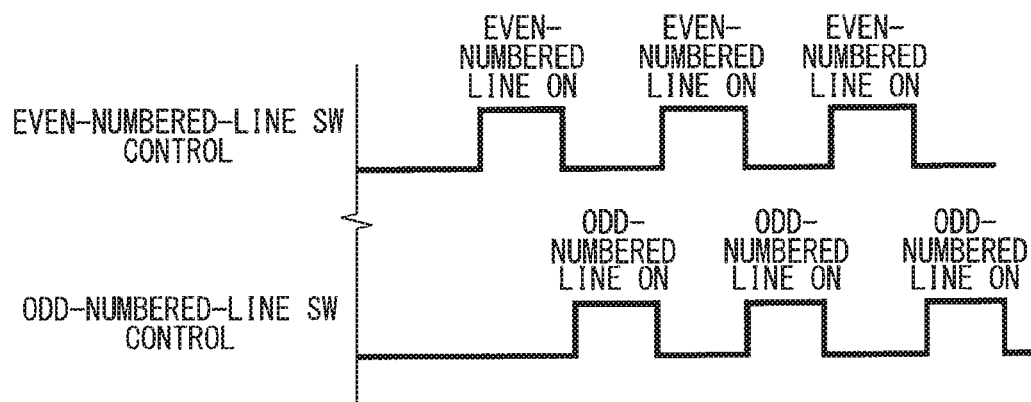 EVEN-
NUMBERED
LINE ON
EVEN-
NUMBERED
LINE ON
EVEN-
NUMBERED
LINE ON
EVEN-NUMBERED-LINE SW
CONTROL
ODD-
NUMBERED
LINE ON
ODD-
NUMBERED
LINE ON
ODD-
NUMBERED
LINE ON
ODD-NUMBERED-LINE SW
CONTROL